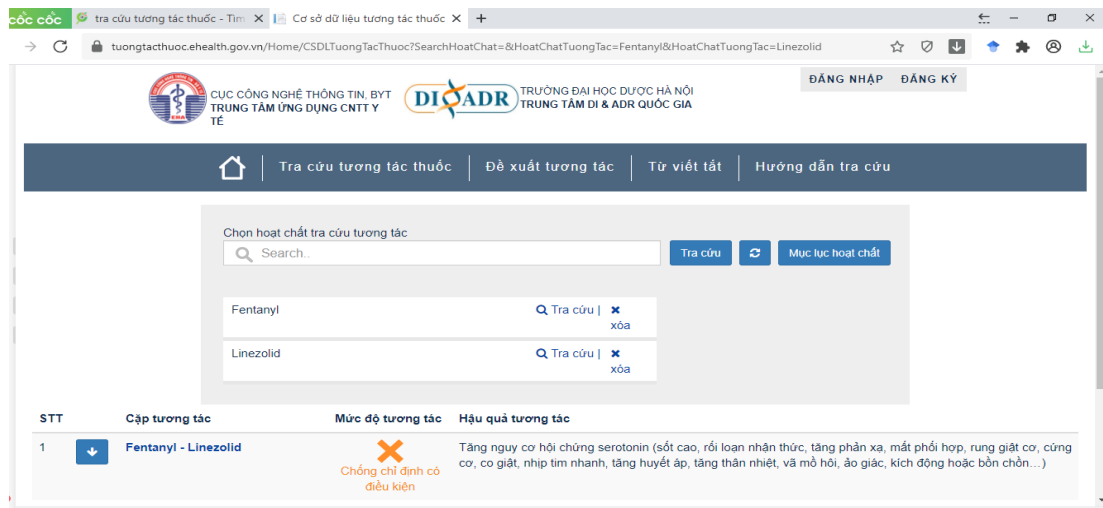 cốc cốc
tra cứu tương tác thuốc - Tìm
Cơ sở dữ liệu tương tác thuốc
tuongtacthuoc.ehealth.gov.vn/Home/CSDLTuongTacThuoc?SearchHoatChat=&HoatChatTuongTac=Fentanyl&HoatChatTuongTac=Linezolid
ĐĂNG NHẬP ĐĂNG KÝ
CỤC CÔNG NGHỆ THÔNG TIN, BYT
TRUNG TÂM ỨNG DỤNG CNTT Y
TẾ
EHA
DI ADR
TRƯỜNG ĐẠI HỌC DƯỢC HÀ NỘI
TRUNG TÂM DI & ADR QUỐC GIA
Tra cứu tương tác thuốc
Đề xuất tương tác
Từ viết tắt
Hướng dẫn tra cứu
Chọn hoạt chất tra cứu tương tác
Search..
Tra cứu
Mục lục hoạt chất
Fentanyl
Tra cứu |
xóa
Linezolid
Tra cứu |
xóa
STT Cặp tương tác Mức độ tương tác Hậu quả tương tác
1 Fentanyl - Linezolid
Chống chỉ định có
điều kiện
Tăng nguy cơ hội chứng serotonin (sốt cao, rối loạn nhận thức, tăng phản xạ, mất phối hợp, rung giật cơ, cứng
cơ, co giật, nhịp tim nhanh, tăng huyết áp, tăng thân nhiệt, vã mồ hôi, ảo giác, kích động hoặc bồn chồn…)